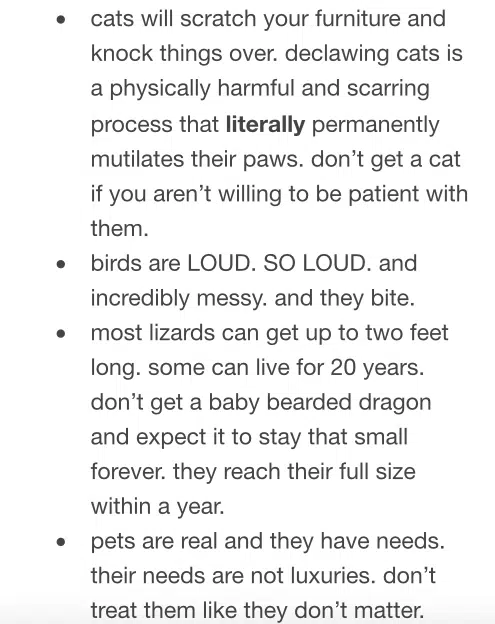 • cats will scratch your furniture and
knock things over. declawing cats is
a physically harmful and scarring
process that literally permanently
mutilates their paws. don’t get a cat
if you aren’t willing to be patient with
them.
• birds are LOUD. SO LOUD. and
incredibly messy. and they bite.
• most lizards can get up to two feet
long. some can live for 20 years.
don’t get a baby bearded dragon
and expect it to stay that small
forever. they reach their full size
within a year.
• pets are real and they have needs.
their needs are not luxuries. don’t
treat them like they don’t matter.